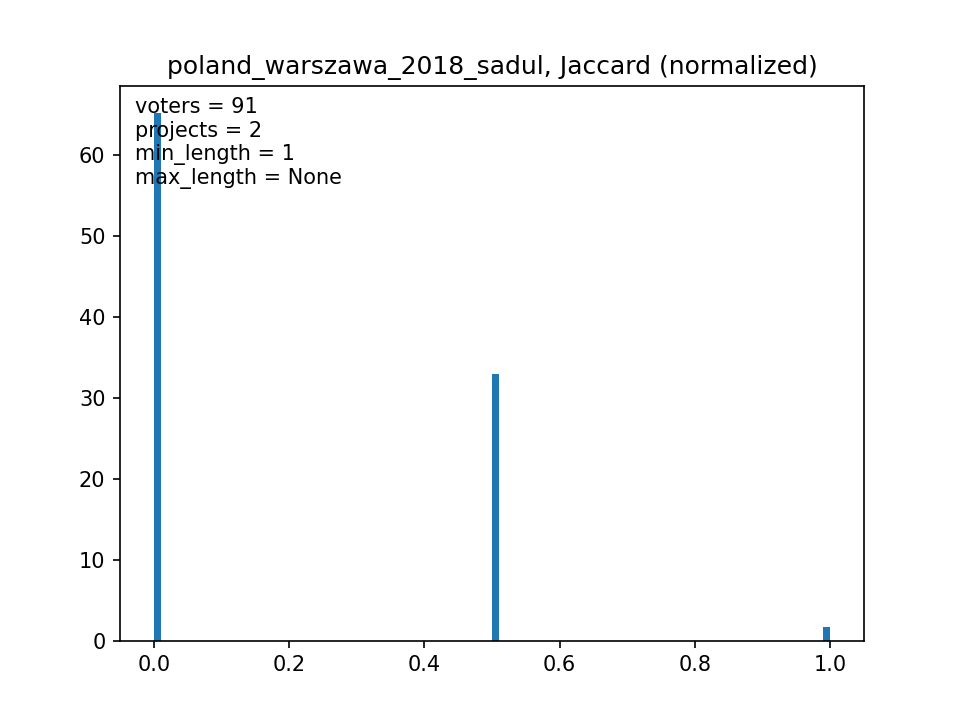 poland_warszawa_2018_sadul, Jaccard (normalized)
voters = 91
projects = 2
min_length = 1
max_length = None
60
50
40
30
20
10
0
0.0 0.2 0.4 0.6 0.8 1.0